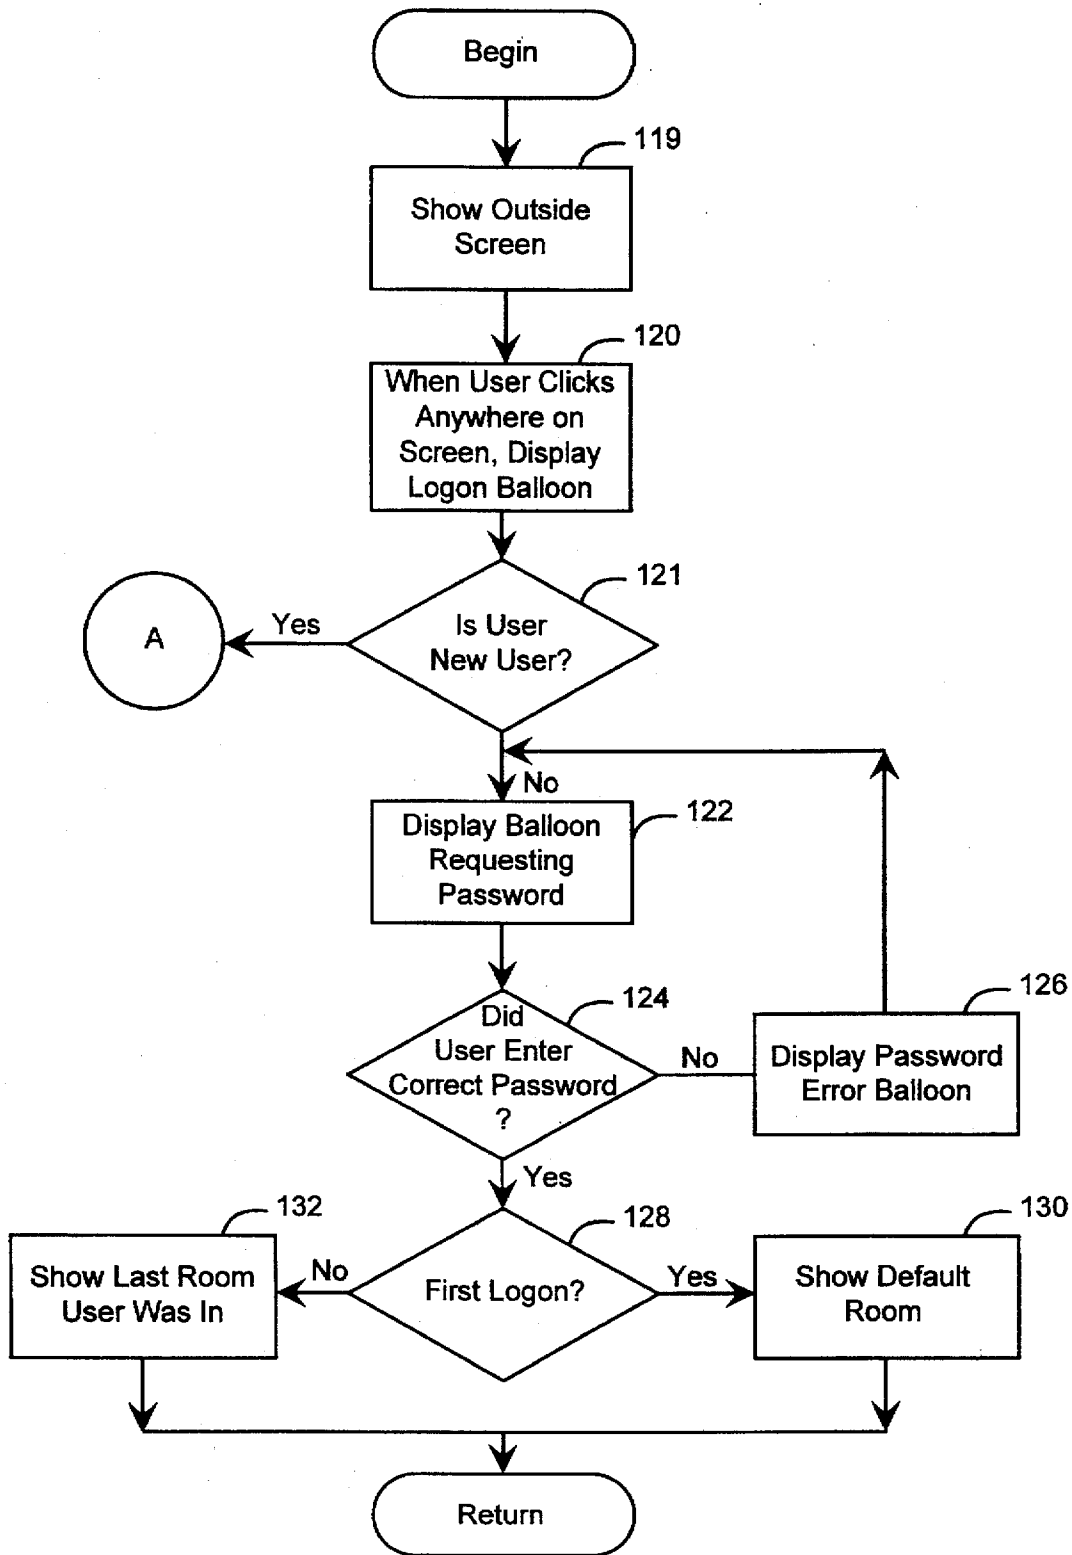 Begin
119
Show Outside
Screen
120
When User Clicks
Anywhere on
Screen, Display
Logon Balloon
121
Is User
New User?
Yes
A
No
122
Display Balloon
Requesting
Password
124
Did
User Enter
Correct Password
?
No
126
Display Password
Error Balloon
Yes
128
First Logon?
No
132
Show Last Room
User Was In
Yes
130
Show Default
Room
Return